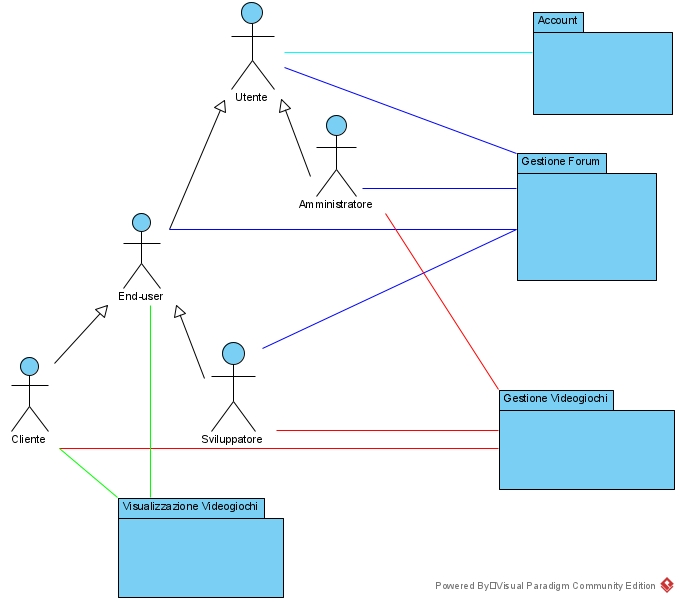 Account
Utente
Gestione Forum
Amministratore
End-user
Gestione Videogiochi
Cliente
Sviluppatore
Visualizzazione Videogiochi
Powered By Visual Paradigm Community Edition